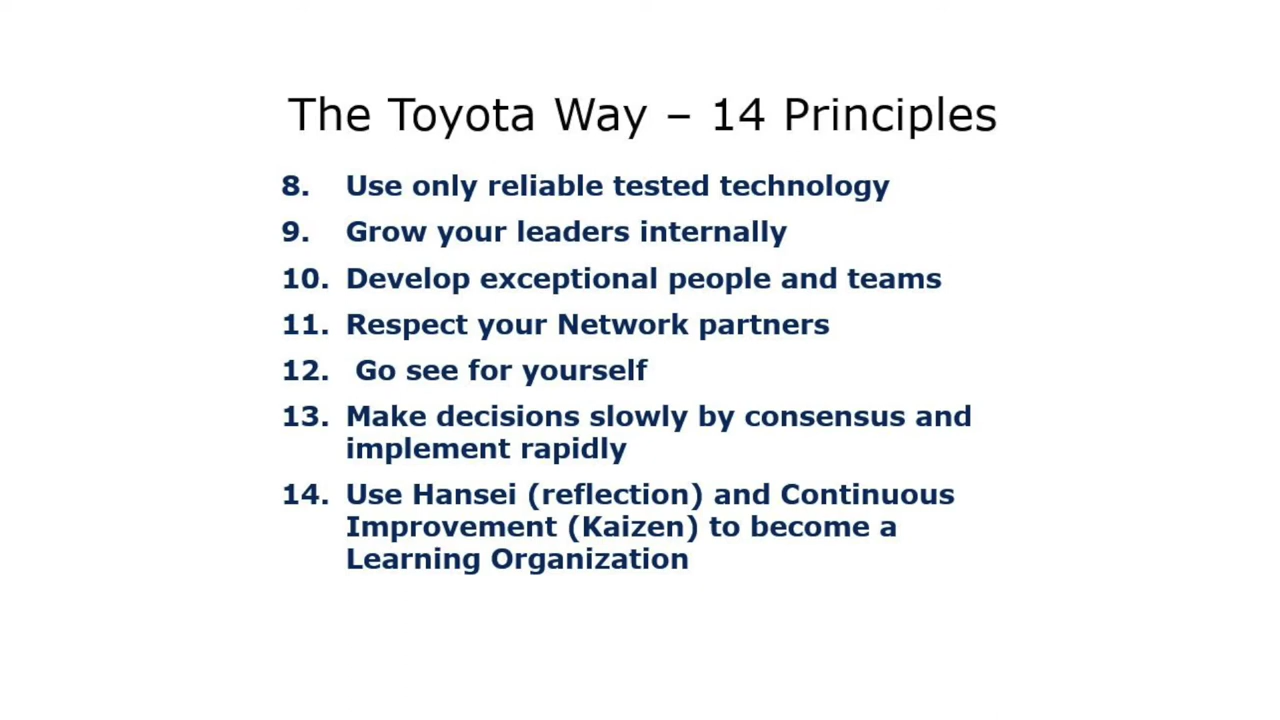 The Toyota Way – 14 Principles
8. Use only reliable tested technology
9. Grow your leaders internally
10. Develop exceptional people and teams
11. Respect your Network partners
12. Go see for yourself
13. Make decisions slowly by consensus and
implement rapidly
14. Use Hansei (reflection) and Continuous
Improvement (Kaizen) to become a
Learning Organization